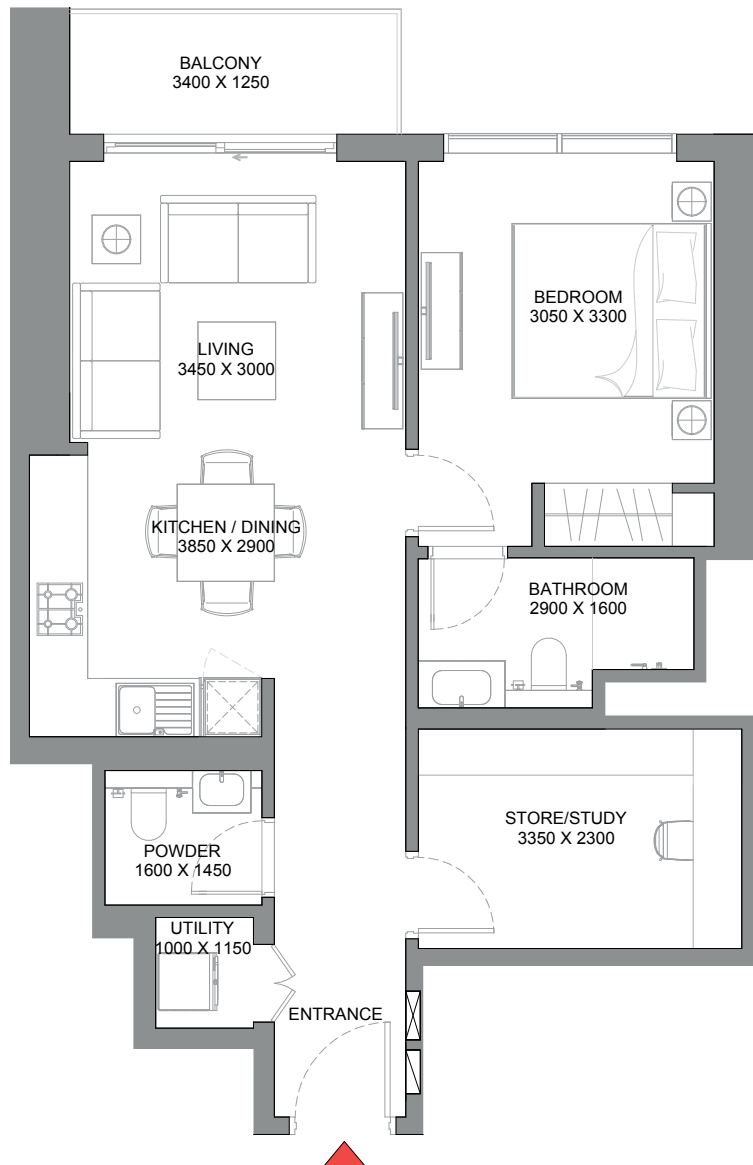 BALCONY
3400 X 1250
BEDROOM
3050 X 3300
LIVING
3450 X 3000
KITCHEN / DINING
3850 X 2900
BATHROOM
2900 X 1600
STORE/STUDY
3350 X 2300
POWDER
1600 X 1450
UTILITY
1000 X 1150
ENTRANCE